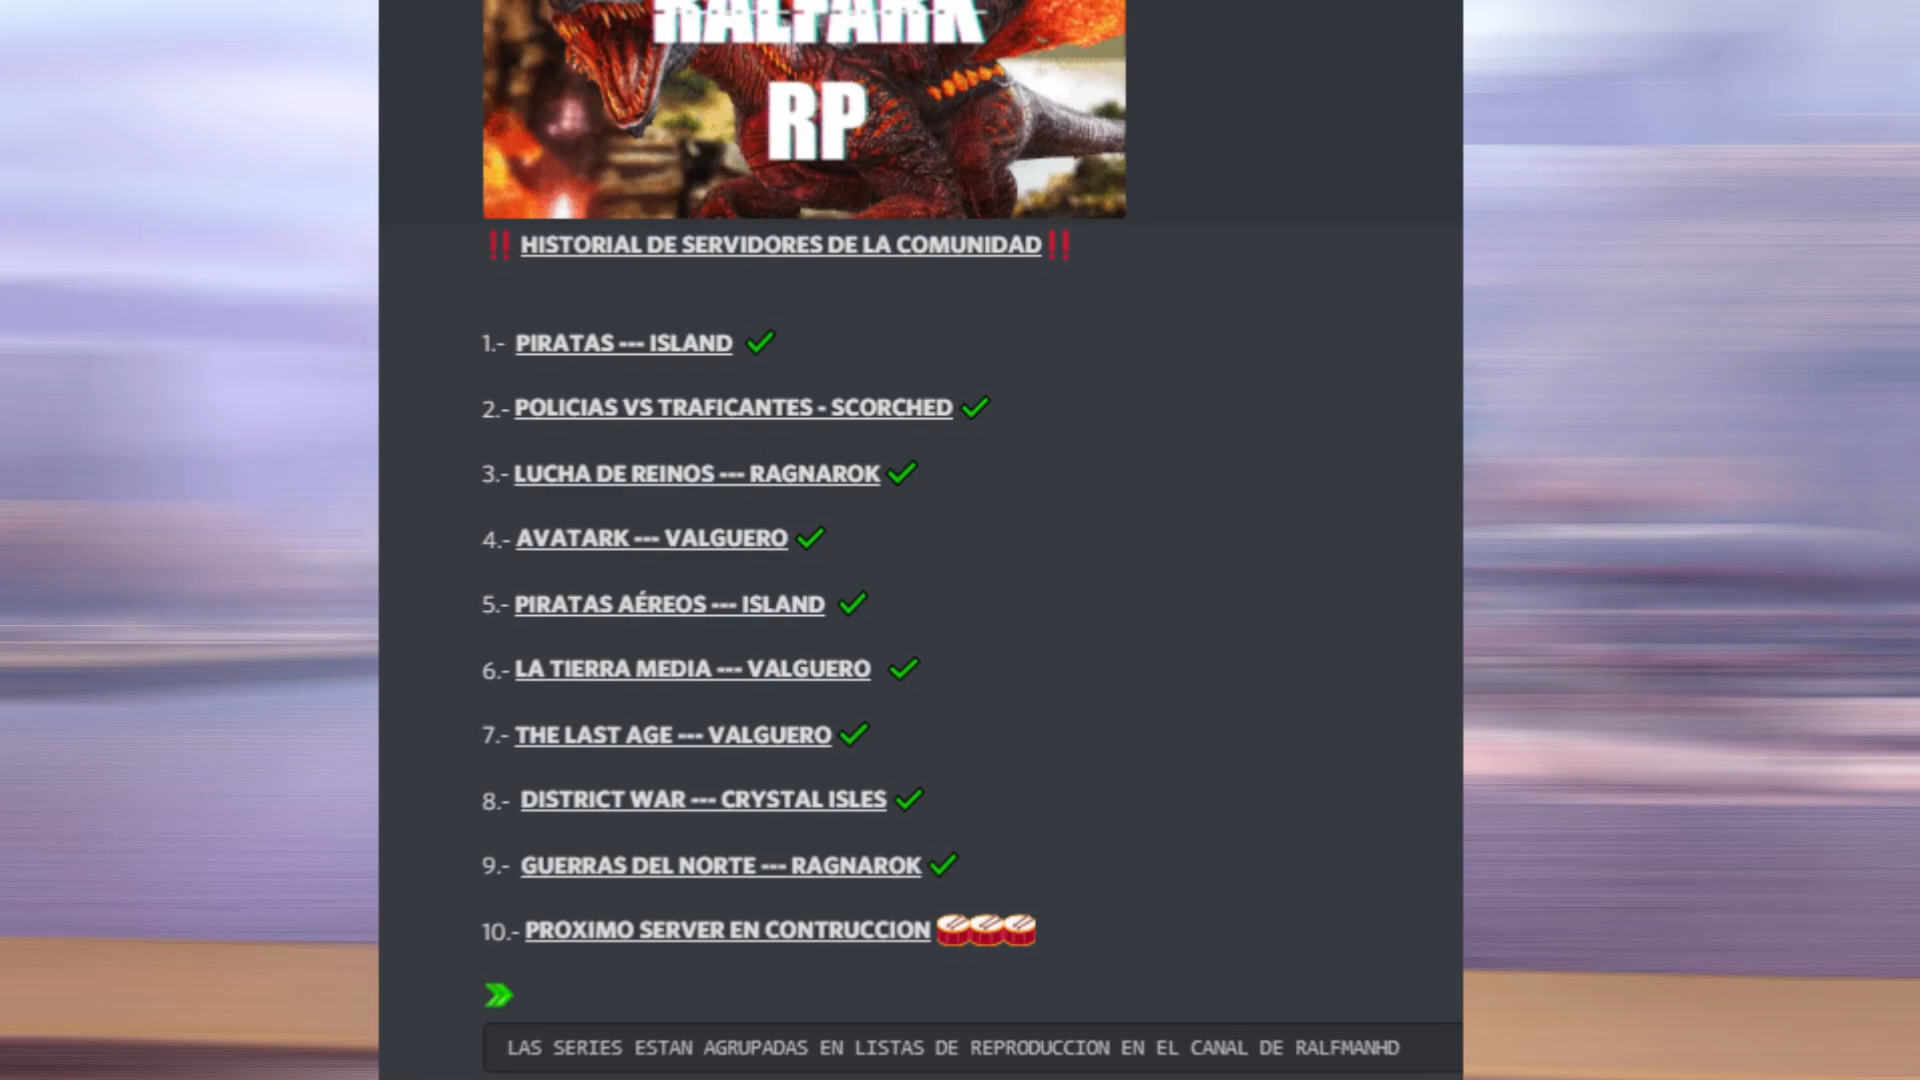 RALFARK
RP
‼ HISTORIAL DE SERVIDORES DE LA COMUNIDAD ‼
1.- PIRATAS --- ISLAND ✔
2.- POLICIAS VS TRAFICANTES - SCORCHED ✔
3.- LUCHA DE REINOS --- RAGNAROK ✔
4.- AVATARK --- VALGUERO ✔
5.- PIRATAS AÉREOS --- ISLAND ✔
6.- LA TIERRA MEDIA --- VALGUERO ✔
7.- THE LAST AGE --- VALGUERO ✔
8.- DISTRICT WAR --- CRYSTAL ISLES ✔
9.- GUERRAS DEL NORTE --- RAGNAROK ✔
10.- PROXIMO SERVER EN CONTRUCCION 🥁🥁🥁
LAS SERIES ESTAN AGRUPADAS EN LISTAS DE REPRODUCCION EN EL CANAL DE RALFMANHD